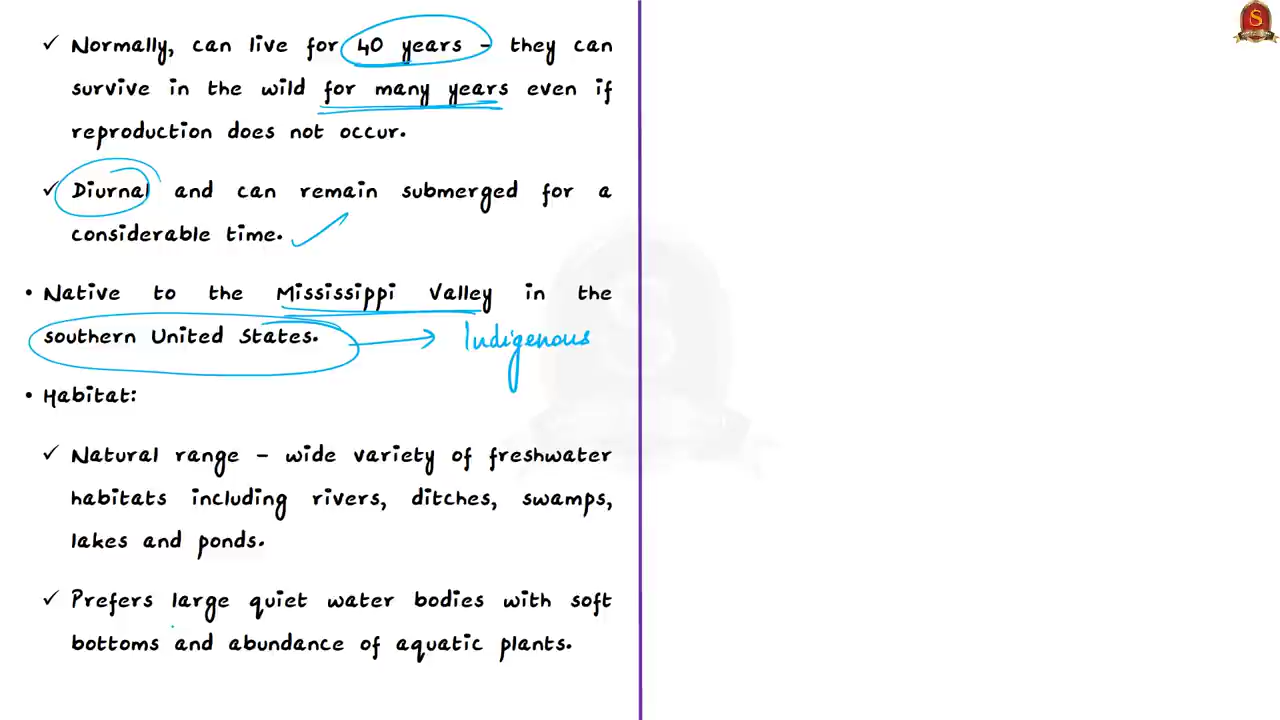 ✓ Normally, can live for 40 years – they can
survive in the wild for many years even if
reproduction does not occur.
✓ Diurnal and can remain submerged for a
considerable time.
• Native to the Mississippi Valley in the
southern United States. → Indigenous
• Habitat:
✓ Natural range – wide variety of freshwater
habitats including rivers, ditches, swamps,
lakes and ponds.
✓ Prefers large quiet water bodies with soft
bottoms and abundance of aquatic plants.
S